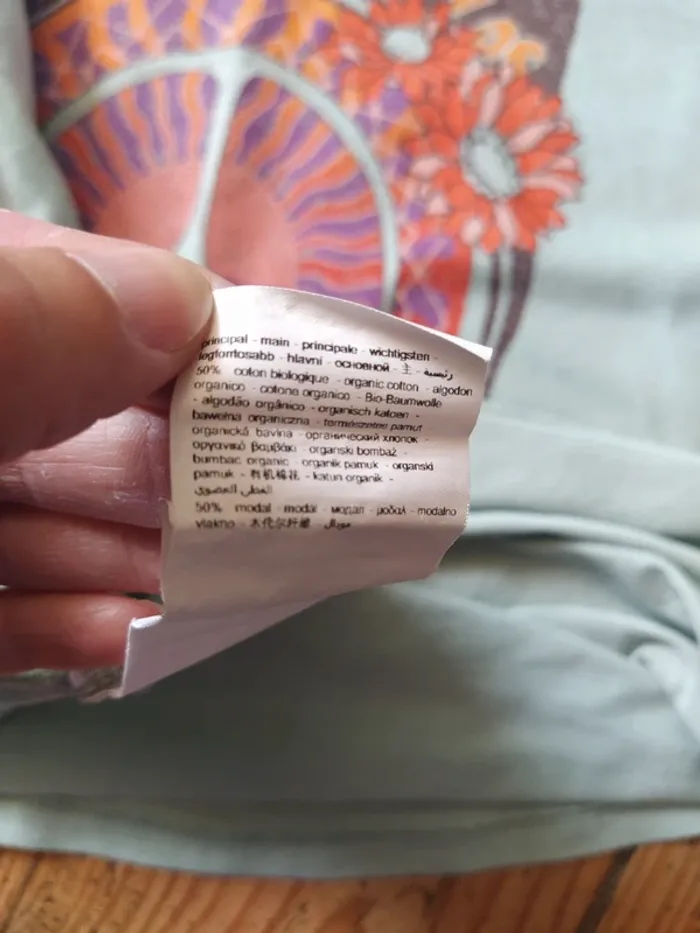 principal - main - principale - wichtigsten -
legfontosabb - hlavní - основной - 主 - رئيسية
50% coton biologique - organic cotton - algodon
organico - cotone organico - Bio-Baumwolle
- algodão orgânico - organisch katoen -
bawełna organiczna - természetes pamut
organická bavlna - органический хлопок -
οργανικό βαμβάκι - organski bombaž -
bumbac organic - organik pamuk - organski
pamuk - 有机棉花 - katun organik -
القطن العضوي
50% modal - modál - модал - μοδαλ - modalno
vlakno - 木代尔纤维 - مودال